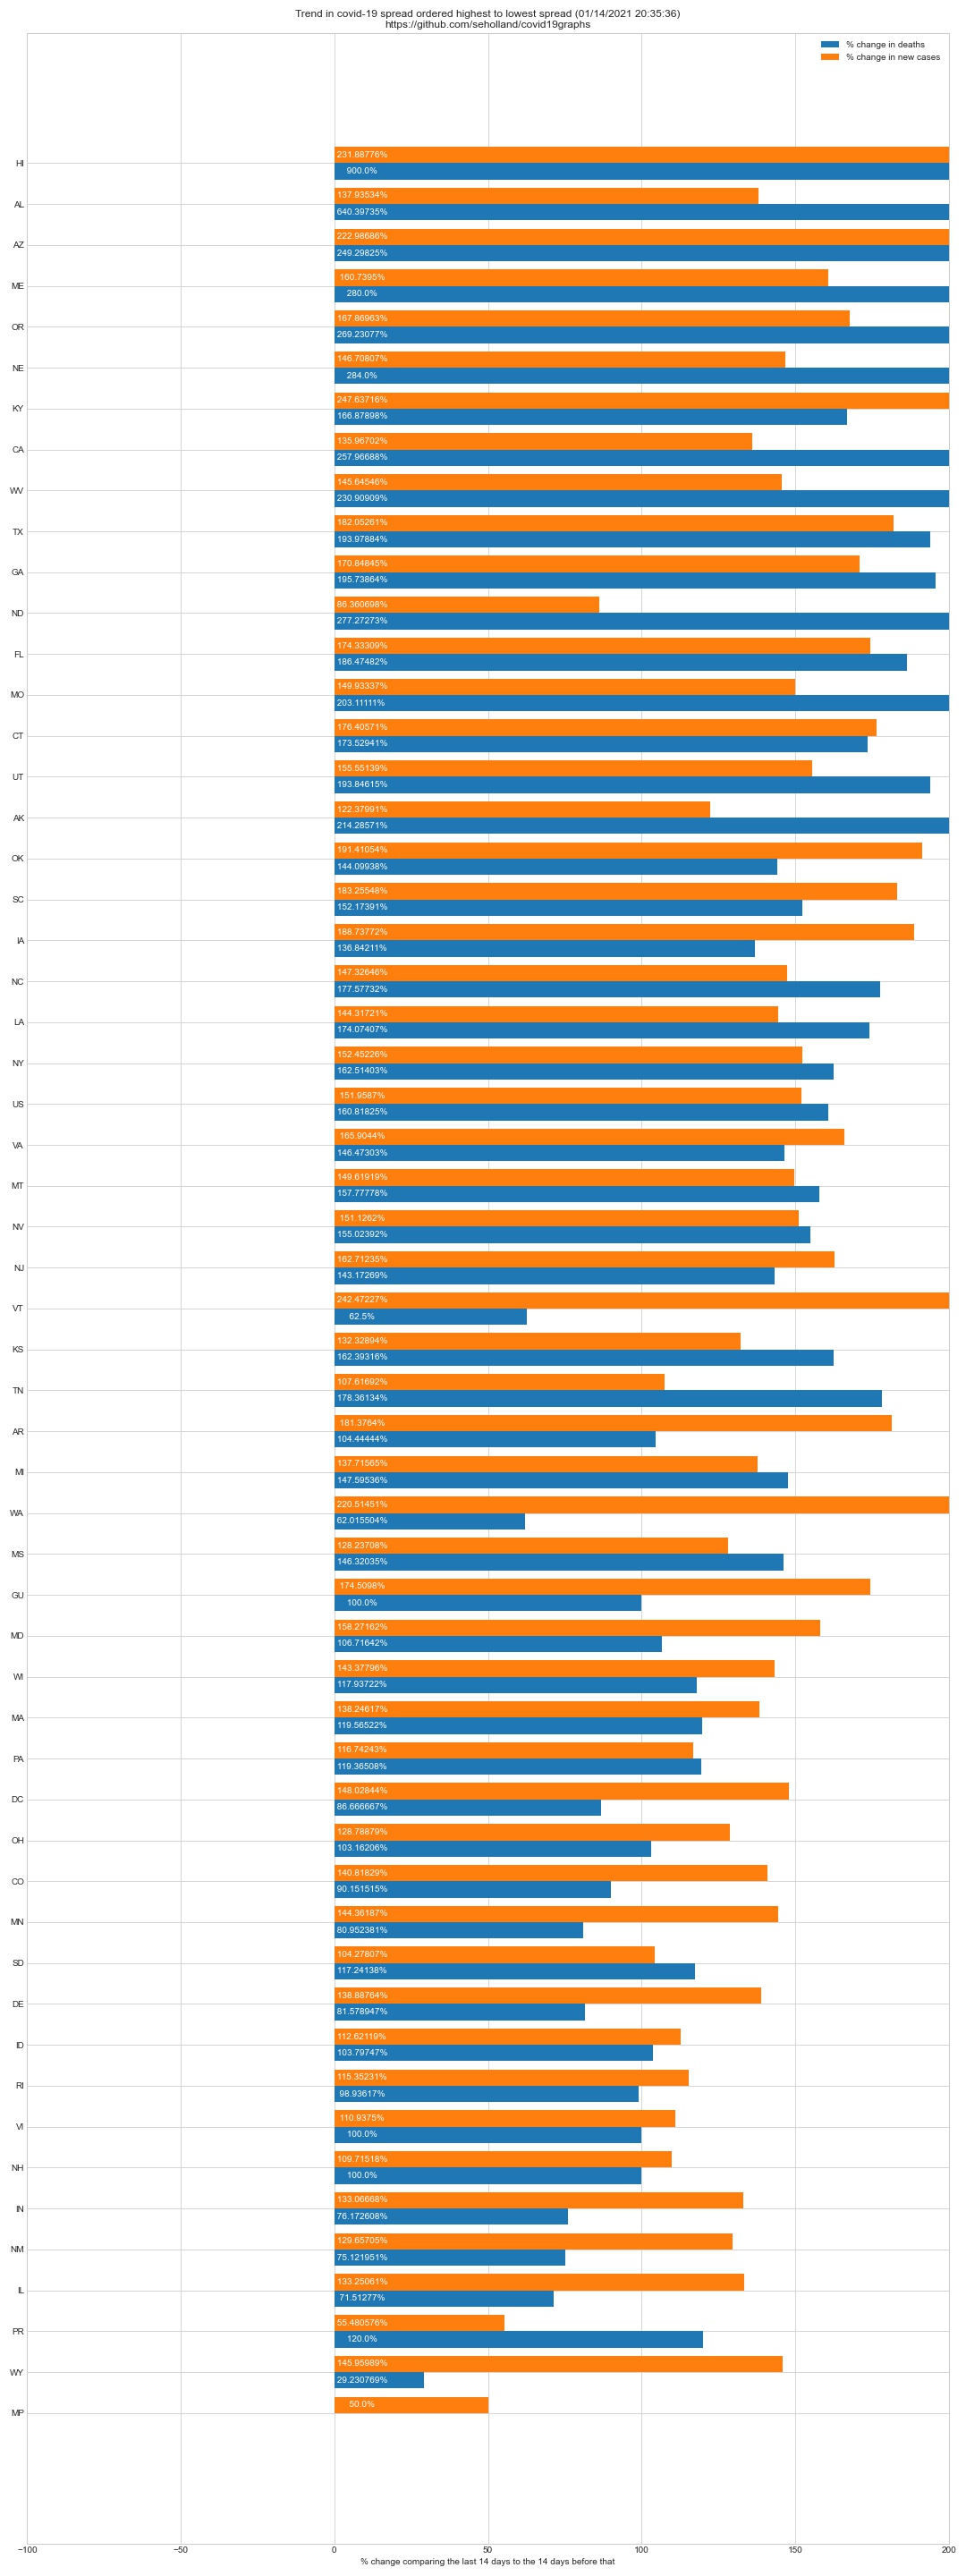 Trend in covid-19 spread ordered highest to lowest spread (01/14/2021 20:35:36)
https://github.com/seholland/covid19graphs
% change in deaths
% change in new cases
231.88776%
HI
900.0%
137.93534%
AL
640.39735%
222.98686%
AZ
249.29825%
160.7395%
ME
280.0%
167.86963%
OR
269.23077%
146.70807%
NE
284.0%
247.63716%
KY
166.87898%
135.96702%
CA
257.96688%
145.64546%
WV
230.90909%
182.05261%
TX
193.97884%
170.84845%
GA
195.73864%
86.360698%
ND
277.27273%
174.33309%
FL
186.47482%
149.93337%
MO
203.11111%
176.40571%
CT
173.52941%
155.55139%
UT
193.84615%
122.37991%
AK
214.28571%
191.41054%
OK
144.09938%
183.25548%
SC
152.17391%
188.73772%
IA
136.84211%
147.32646%
NC
177.57732%
144.31721%
LA
174.07407%
152.45226%
NY
162.51403%
151.9587%
US
160.81825%
165.9044%
VA
146.47303%
149.61919%
MT
157.77778%
151.1262%
NV
155.02392%
162.71235%
NJ
143.17269%
242.47227%
VT
62.5%
132.32894%
KS
162.39316%
107.61692%
TN
178.36134%
181.3764%
AR
104.44444%
137.71565%
MI
147.59536%
220.51451%
WA
62.015504%
128.23708%
MS
146.32035%
174.5098%
GU
100.0%
158.27162%
MD
106.71642%
143.37796%
WI
117.93722%
138.24617%
MA
119.56522%
116.74243%
PA
119.36508%
148.02844%
DC
86.666667%
128.78879%
OH
103.16206%
140.81829%
CO
90.151515%
144.36187%
MN
80.952381%
104.27807%
SD
117.24138%
138.88764%
DE
81.578947%
112.62119%
ID
103.79747%
115.35231%
RI
98.93617%
110.9375%
VI
100.0%
109.71518%
NH
100.0%
133.06668%
IN
76.172608%
129.65705%
NM
75.121951%
133.25061%
IL
71.51277%
55.480576%
PR
120.0%
145.95989%
WY
29.230769%
50.0%
MP
−100 −50 0 50 100 150 200
% change comparing the last 14 days to the 14 days before that